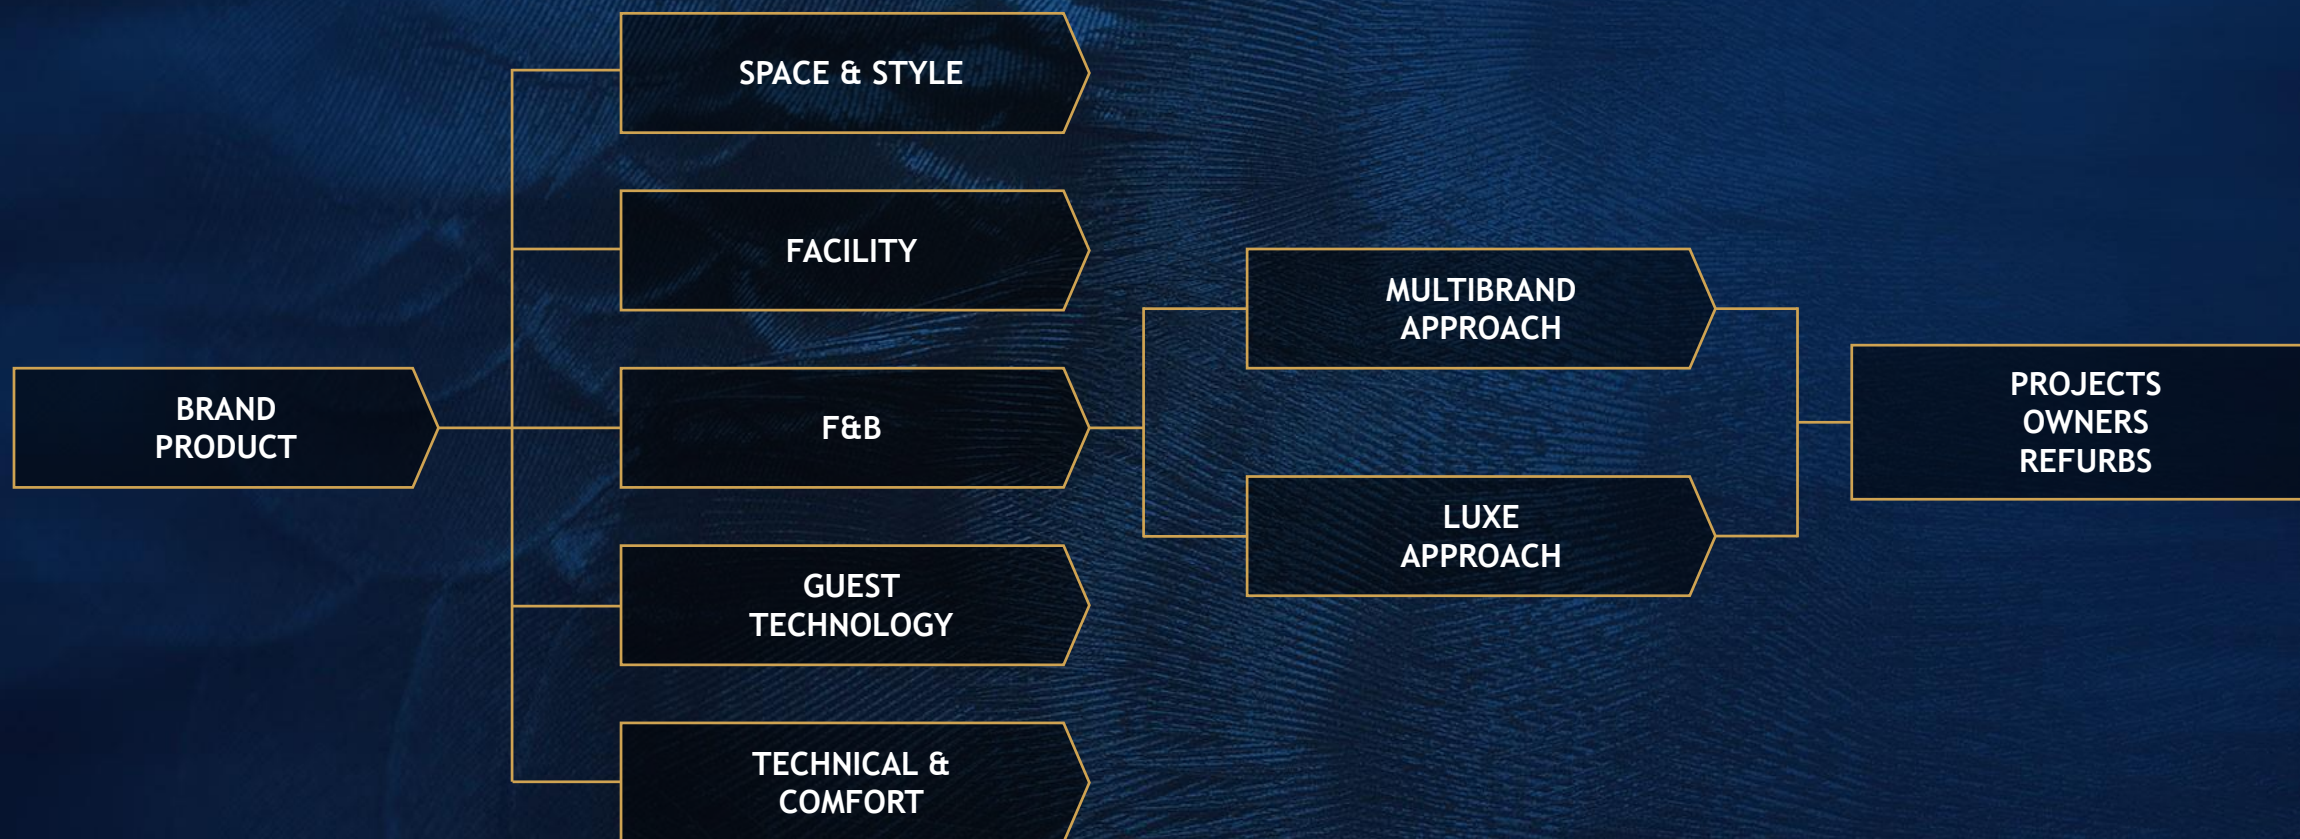 SPACE & STYLE
FACILITY
MULTIBRAND
APPROACH
BRAND
PRODUCT
F&B
PROJECTS
OWNERS
REFURBS
LUXE
APPROACH
GUEST
TECHNOLOGY
TECHNICAL &
COMFORT